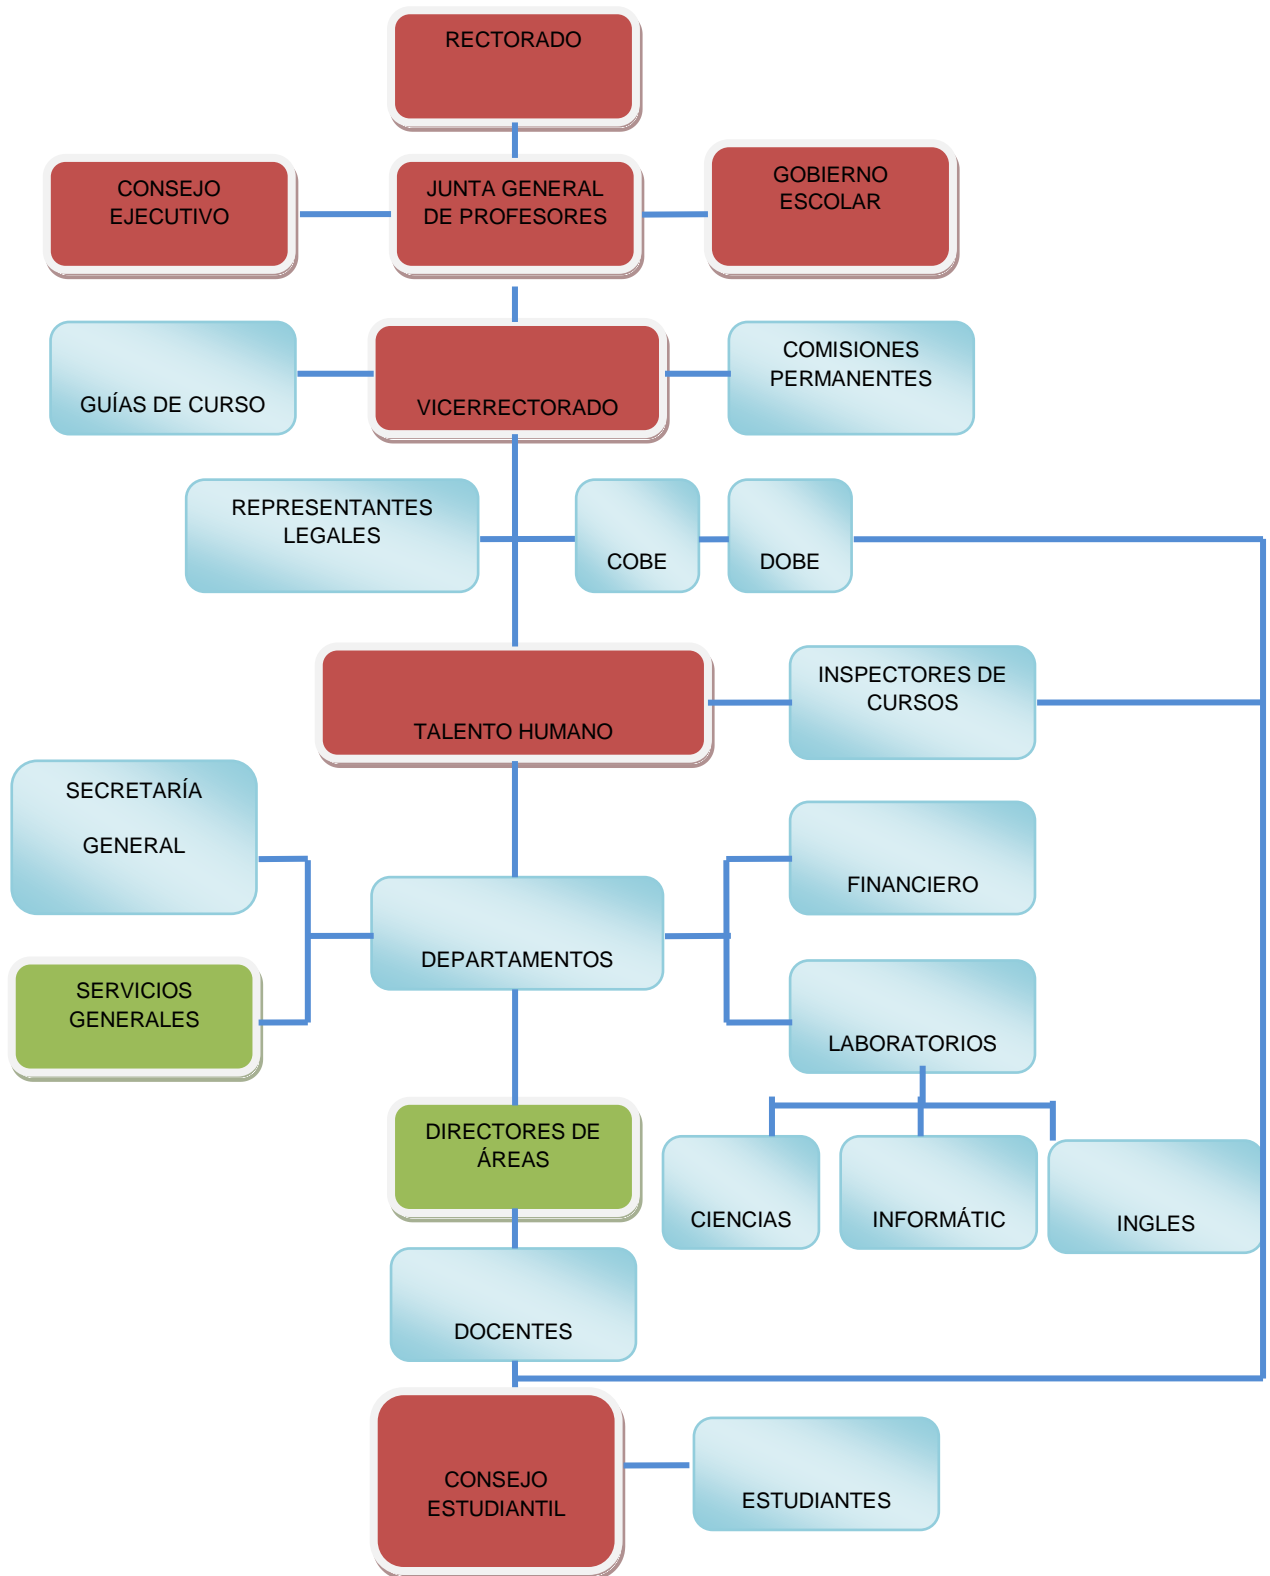 RECTORADO
CONSEJO
EJECUTIVO
JUNTA GENERAL
DE PROFESORES
GOBIERNO
ESCOLAR
GUÍAS DE CURSO
VICERRECTORADO
COMISIONES
PERMANENTES
REPRESENTANTES
LEGALES
COBE
DOBE
TALENTO HUMANO
INSPECTORES DE
CURSOS
SECRETARÍA
GENERAL
FINANCIERO
DEPARTAMENTOS
SERVICIOS
GENERALES
LABORATORIOS
DIRECTORES DE
ÁREAS
CIENCIAS
INFORMÁTIC
INGLES
DOCENTES
CONSEJO
ESTUDIANTIL
ESTUDIANTES